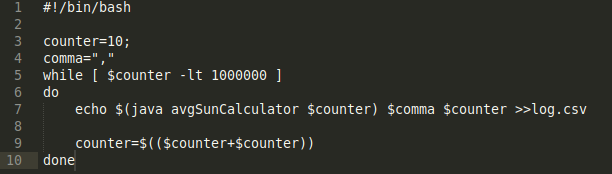 1 #!/bin/bash
2
3 counter=10;
4 comma=","
5 while [ $counter -lt 1000000 ]
6 do
7     echo $(java avgSunCalculator $counter) $comma $counter >>log.csv
8
9     counter=$(($counter+$counter))
10 done